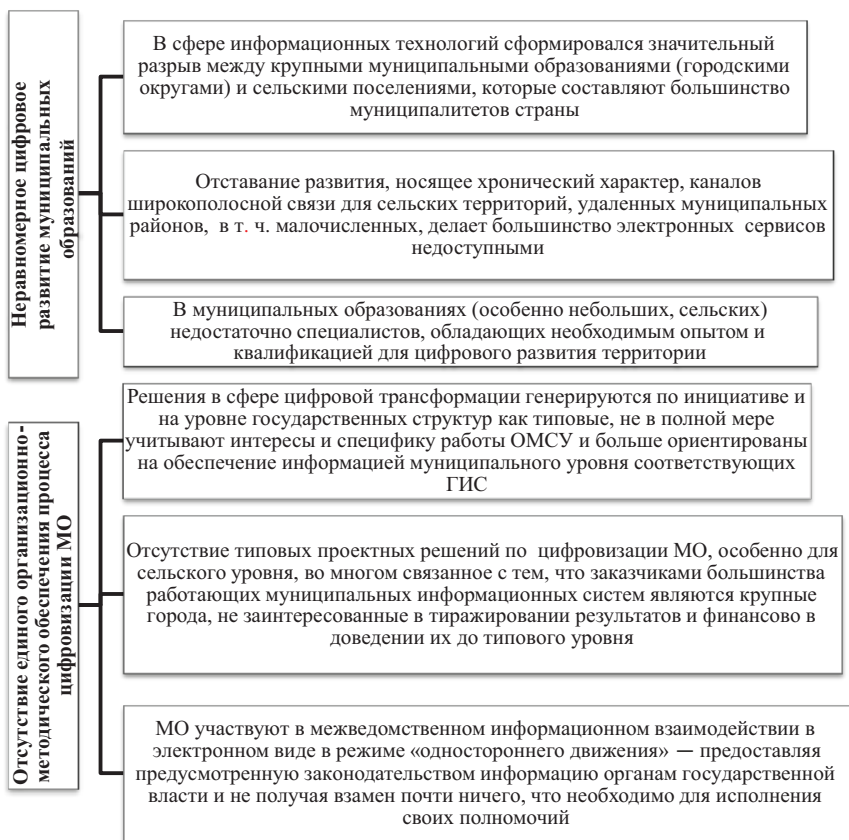 Неравномерное цифровое
развитие муниципальных
образований
В сфере информационных технологий сформировался значительный
разрыв между крупными муниципальными образованиями (городскими
округами) и сельскими поселениями, которые составляют большинство
муниципалитетов страны
Отставание развития, носящее хронический характер, каналов
широкополосной связи для сельских территорий, удаленных муниципальных
районов, в т. ч. малочисленных, делает большинство электронных сервисов
недоступными
В муниципальных образованиях (особенно небольших, сельских)
недостаточно специалистов, обладающих необходимым опытом и
квалификацией для цифрового развития территории
Отсутствие единого организационно-
методического обеспечения процесса
цифровизации МО
Решения в сфере цифровой трансформации генерируются по инициативе и
на уровне государственных структур как типовые, не в полной мере
учитывают интересы и специфику работы ОМСУ и больше ориентированы
на обеспечение информацией муниципального уровня соответствующих
ГИС
Отсутствие типовых проектных решений по цифровизации МО, особенно для
сельского уровня, во многом связанное с тем, что заказчиками большинства
работающих муниципальных информационных систем являются крупные
города, не заинтересованные в тиражировании результатов и финансово в
доведении их до типового уровня
МО участвуют в межведомственном информационном взаимодействии в
электронном виде в режиме «одностороннего движения» — предоставляя
предусмотренную законодательством информацию органам государственной
власти и не получая взамен почти ничего, что необходимо для исполнения
своих полномочий